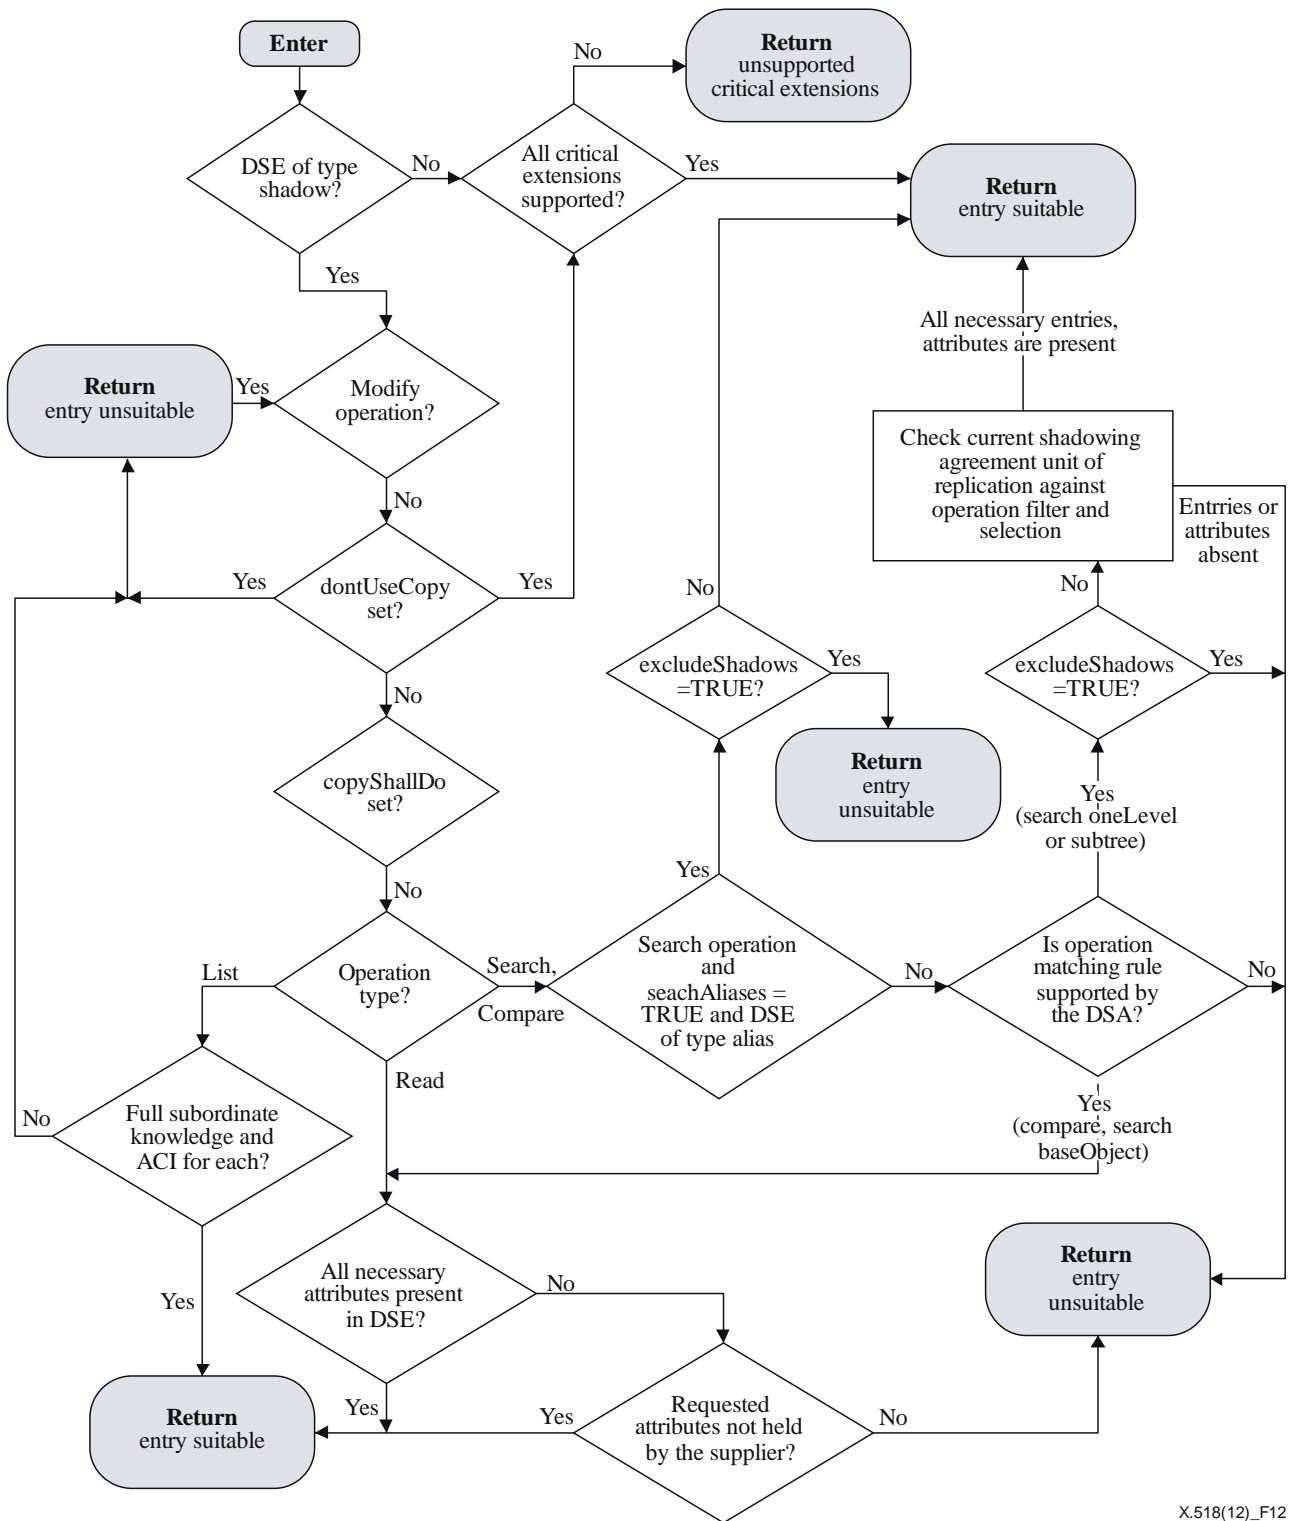 Enter
No
Return
unsupported
critical extensions
DSE of type
shadow?
No
All critical
extensions
supported?
Yes
Return
entry suitable
Yes
All necessary entries,
attributes are present
Return
entry unsuitable
Yes
Modify
operation?
Check current shadowing
agreement unit of
replication against
operation filter and
selection
No
Entrries or
attributes
absent
Yes
dontUseCopy
set?
Yes
No
No
excludeShadows
=TRUE?
Yes
excludeShadows
=TRUE?
Yes
No
copyShallDo
set?
Return
entry
unsuitable
Yes
(search oneLevel
or subtree)
No
Yes
List
Operation
type?
Search,
Compare
Search operation
and
seachAliases =
TRUE and DSE
of type alias
No
Is operation
matching rule
supported by
the DSA?
No
Read
No
Full subordinate
knowledge and
ACI for each?
Yes
(compare, search
baseObject)
Yes
All necessary
attributes present
in DSE?
No
Return
entry
unsuitable
Return
entry suitable
Yes
Yes
Requested
attributes not held
by the supplier?
No
X.518(12)_F12